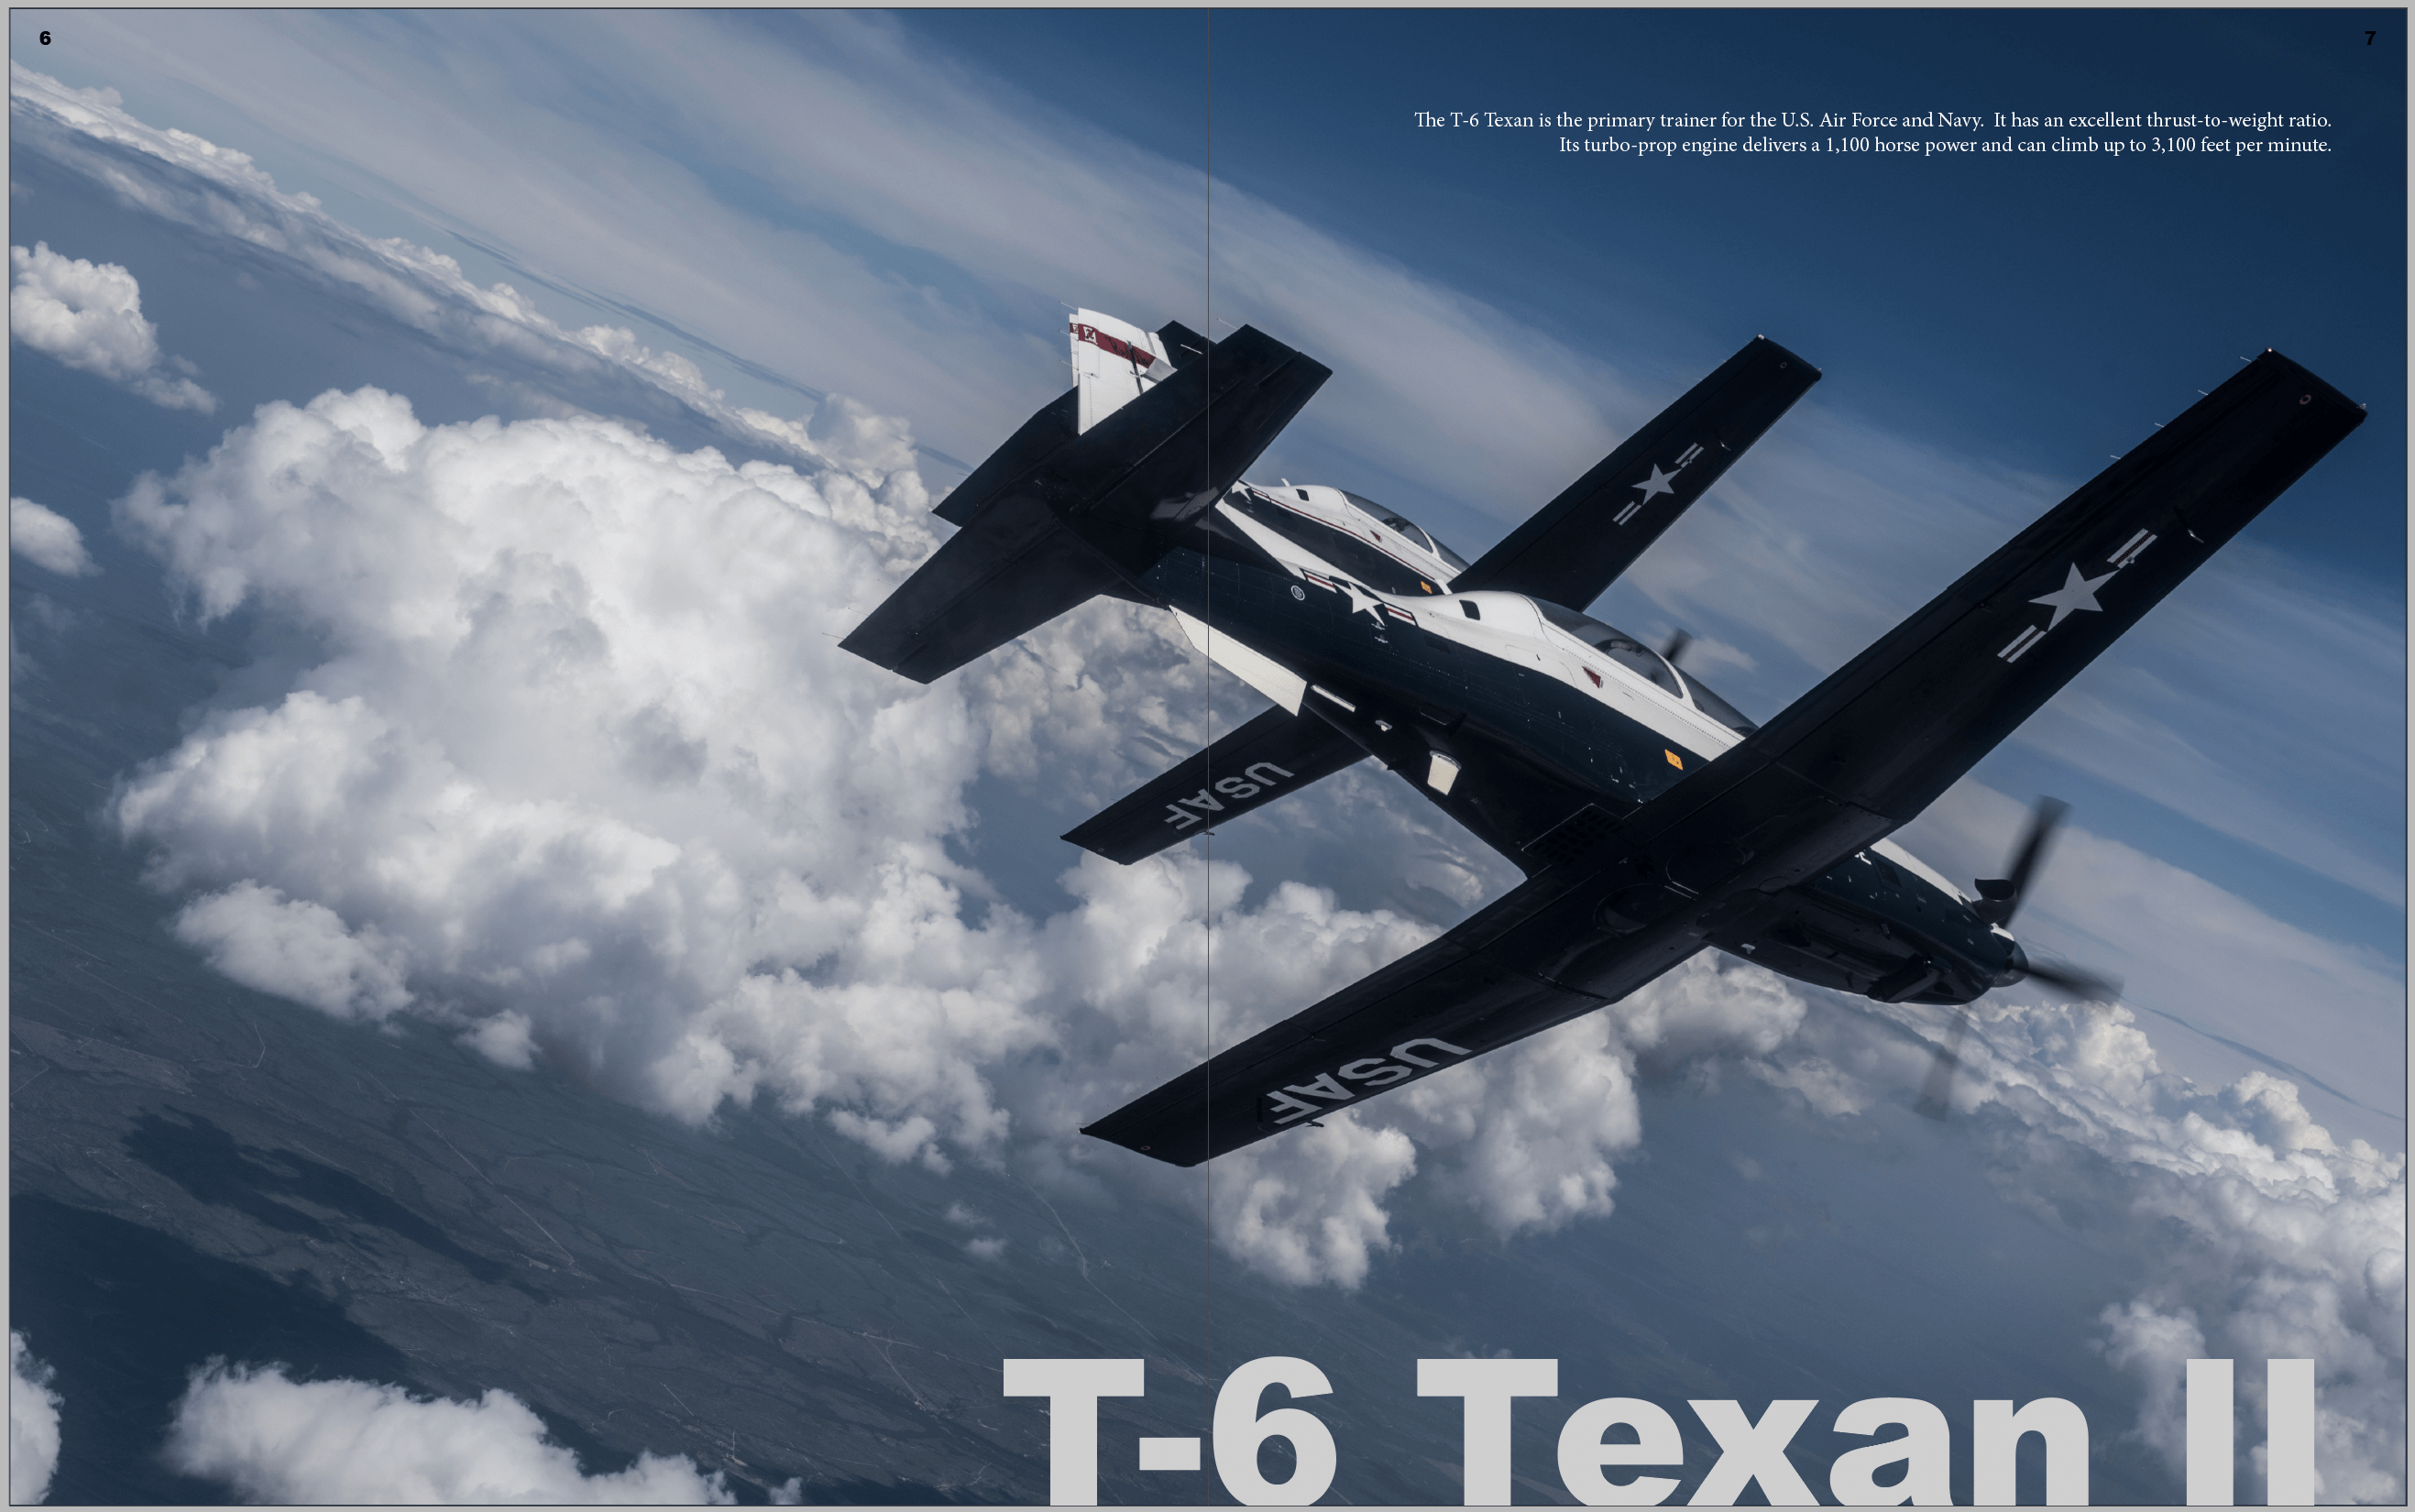 6
7
The T-6 Texan is the primary trainer for the U.S. Air Force and Navy.  It has an excellent thrust-to-weight ratio.
Its turbo-prop engine delivers a 1,100 horse power and can climb up to 3,100 feet per minute.
USAF
USAF
T-6 Texan II